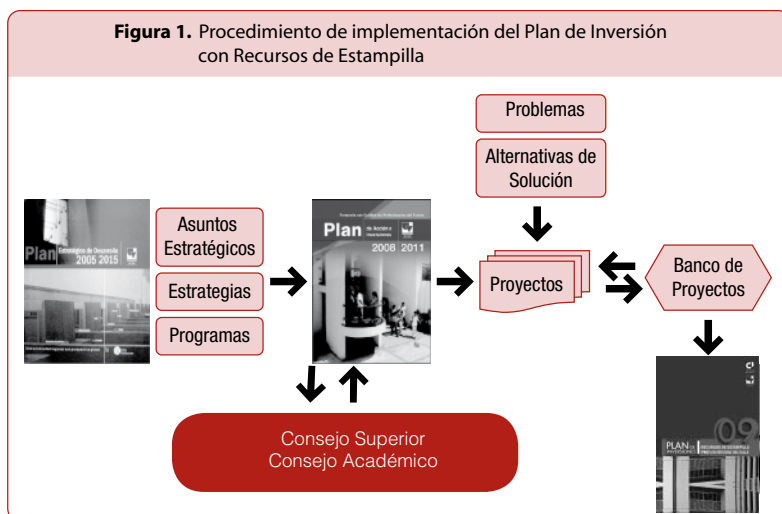 Figura 1. Procedimiento de implementación del Plan de Inversión
con Recursos de Estampilla
Problemas
Alternativas de
Solución
Plan
Estratégico de Desarrollo
2005 2015
Asuntos
Estratégicos
Estrategias
Programas
Plan
de Acción e
Inversiones
2008 2011
Proyectos
Banco de
Proyectos
Consejo Superior
Consejo Académico
09
PLAN DE
INVERSIONES